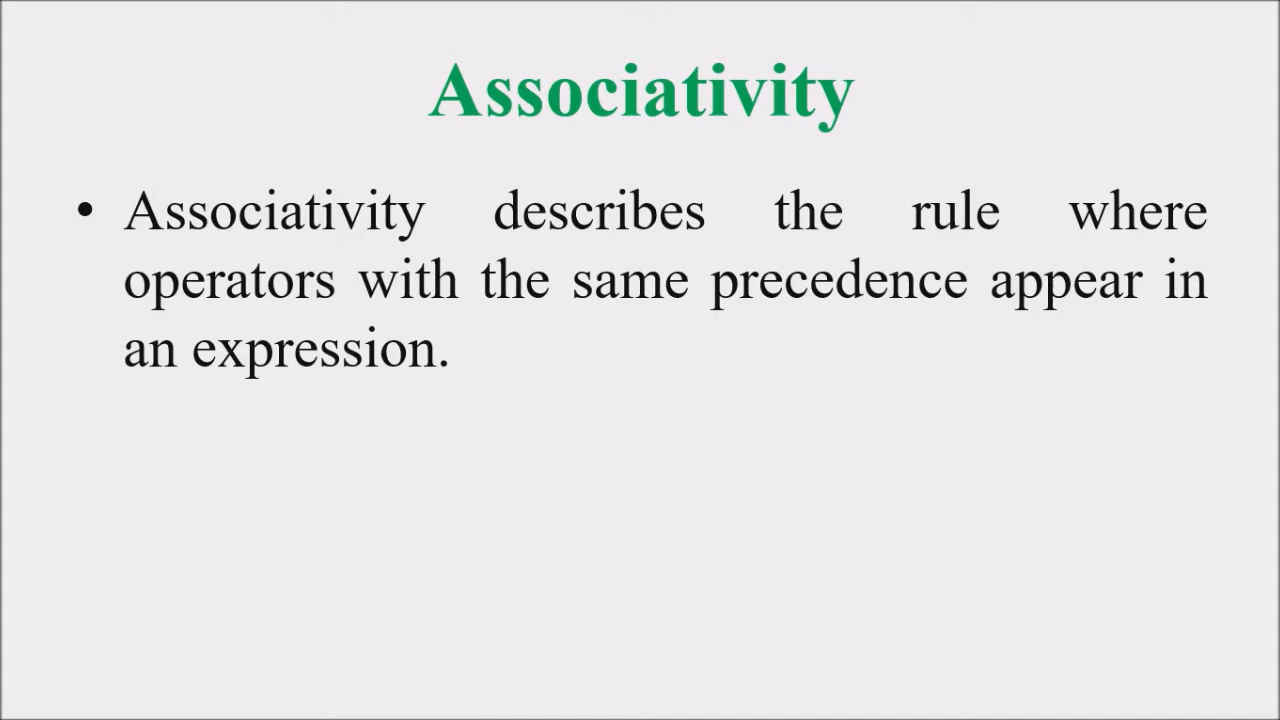 Associativity
• Associativity describes the rule where
operators with the same precedence appear in
an expression.